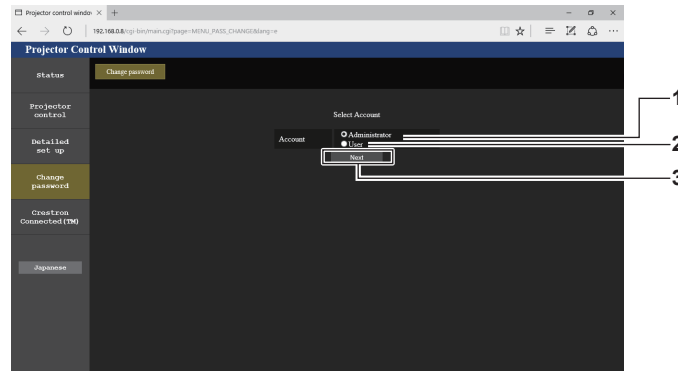 Projector control windo
192.168.0.8/cgi-bin/main.cgi?page=MENU_PASS_CHANGE&lang=e
Projector Control Window
Status
Change password
Projector
control
Detailed
set up
Change
password
Crestron
Connected(TM)
Japanese
Select Account
Account
Administrator
User
Next
1
2
3